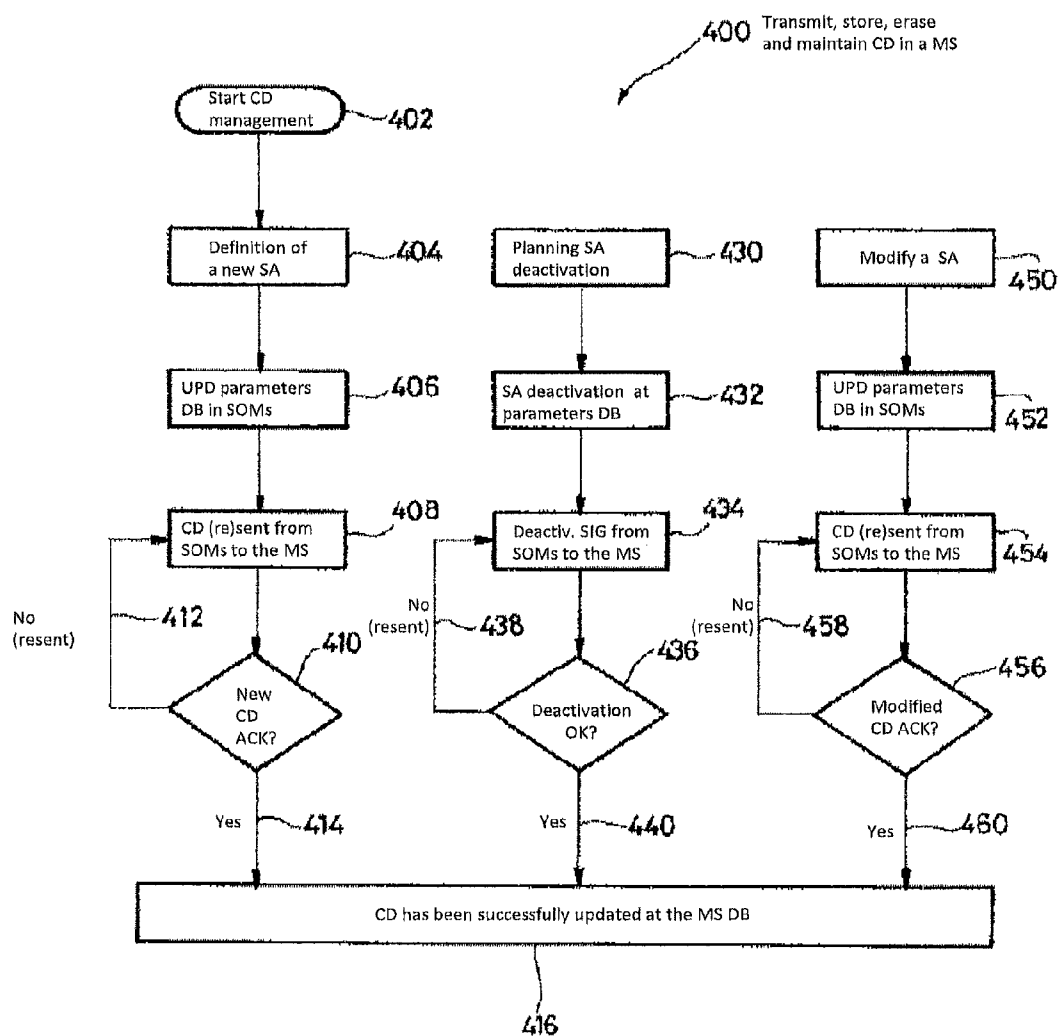 400
Transmit, store, erase
and maintain CD in a MS
Start CD
management
402
Definition of
a new SA
404
Planning SA
deactivation
430
Modify a SA
450
UPD parameters
DB in SOMs
406
SA deactivation at
parameters DB
432
UPD parameters
DB in SOMs
452
CD (re)sent from
SOMs to the MS
408
Deactiv. SIG from
SOMs to the MS
434
CD (re)sent from
SOMs to the MS
454
No
(resent)
412
No
(resent)
438
No
(resent)
458
New
CD
ACK?
410
Deactivation
OK?
436
Modified
CD ACK?
456
Yes
414
Yes
440
Yes
460
CD has been successfully updated at the MS DB
416